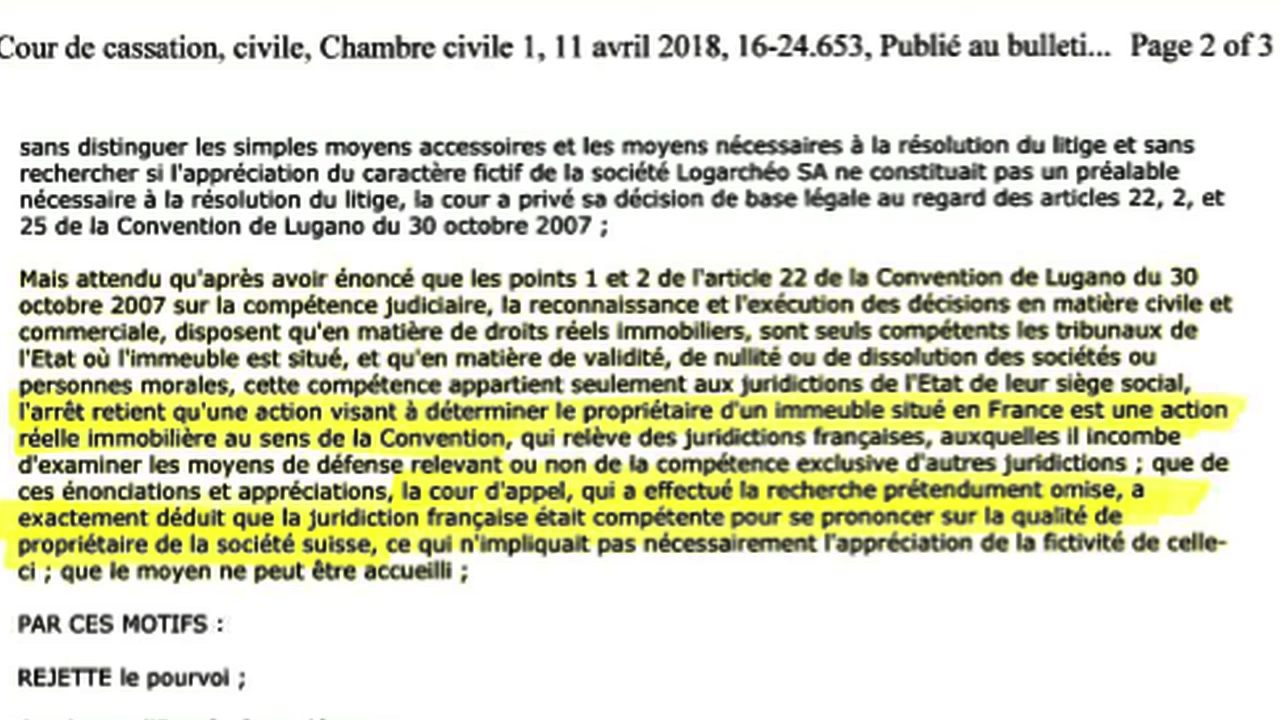 Cour de cassation, civile, Chambre civile 1, 11 avril 2018, 16-24.653, Publié au bulleti... Page 2 of 3
sans distinguer les simples moyens accessoires et les moyens nécessaires à la résolution du litige et sans
rechercher si l'appréciation du caractère fictif de la société Logarchéo SA ne constituait pas un préalable
nécessaire à la résolution du litige, la cour a privé sa décision de base légale au regard des articles 22, 2, et
25 de la Convention de Lugano du 30 octobre 2007 ;
Mais attendu qu'après avoir énoncé que les points 1 et 2 de l'article 22 de la Convention de Lugano du 30
octobre 2007 sur la compétence judiciaire, la reconnaissance et l'exécution des décisions en matière civile et
commerciale, disposent qu'en matière de droits réels immobiliers, sont seuls compétents les tribunaux de
l'Etat où l'immeuble est situé, et qu'en matière de validité, de nullité ou de dissolution des sociétés ou
personnes morales, cette compétence appartient seulement aux juridictions de l'Etat de leur siège social,
l'arrêt retient qu'une action visant à déterminer le propriétaire d'un immeuble situé en France est une action
réelle immobilière au sens de la Convention, qui relève des juridictions françaises, auxquelles il incombe
d'examiner les moyens de défense relevant ou non de la compétence exclusive d'autres juridictions ; que de
ces énonciations et appréciations, la cour d'appel, qui a effectué la recherche prétendument omise, a
exactement déduit que la juridiction française était compétente pour se prononcer sur la qualité de
propriétaire de la société suisse, ce qui n'impliquait pas nécessairement l'appréciation de la fictivité de celle-
ci ; que le moyen ne peut être accueilli ;
PAR CES MOTIFS :
REJETTE le pourvoi ;